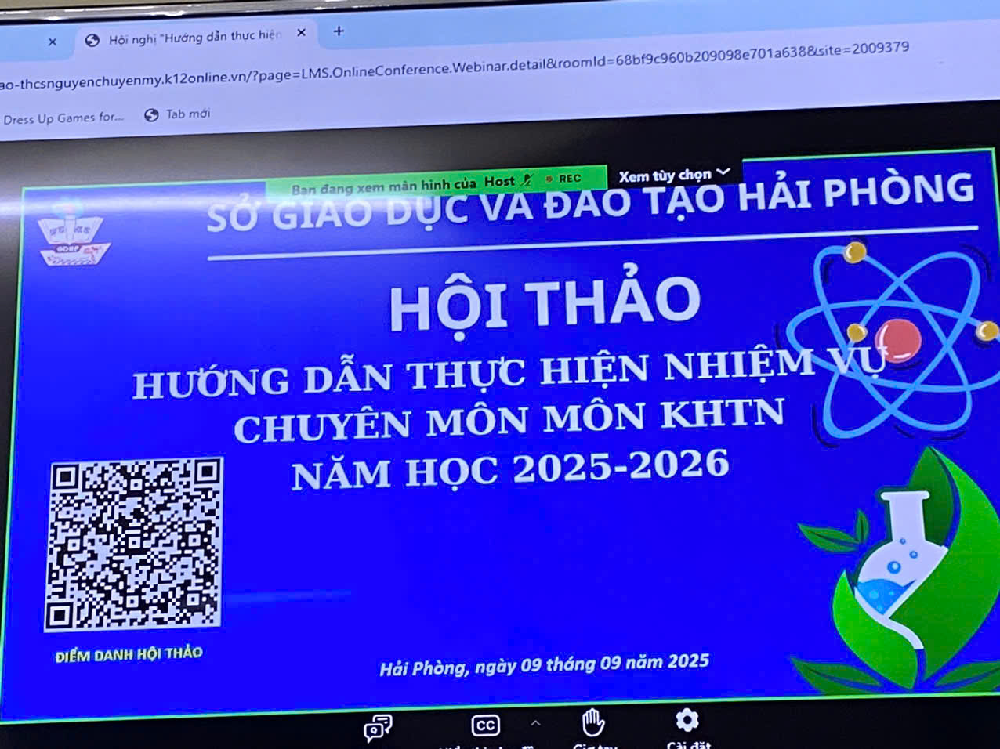 Hội nghị "Hướng dẫn thực hiện
ao-thcsnguyenchuyenmy.k12online.vn/?page=LMS.OnlineConference.Webinar.detail&roomId=68bf9c960b209098e701a638&site=2009379
Dress Up Games for... Tab mới
Bạn đang xem màn hình của Host REC Xem tùy chọn
SỞ GIÁO DỤC VÀ ĐÀO TẠO HẢI PHÒNG
GDHP
HỘI THẢO
HƯỚNG DẪN THỰC HIỆN NHIỆM VỤ
CHUYÊN MÔN MÔN KHTN
NĂM HỌC 2025-2026
ĐIỂM DANH HỘI THẢO
Hải Phòng, ngày 09 tháng 09 năm 2025
CC
Cài đặt